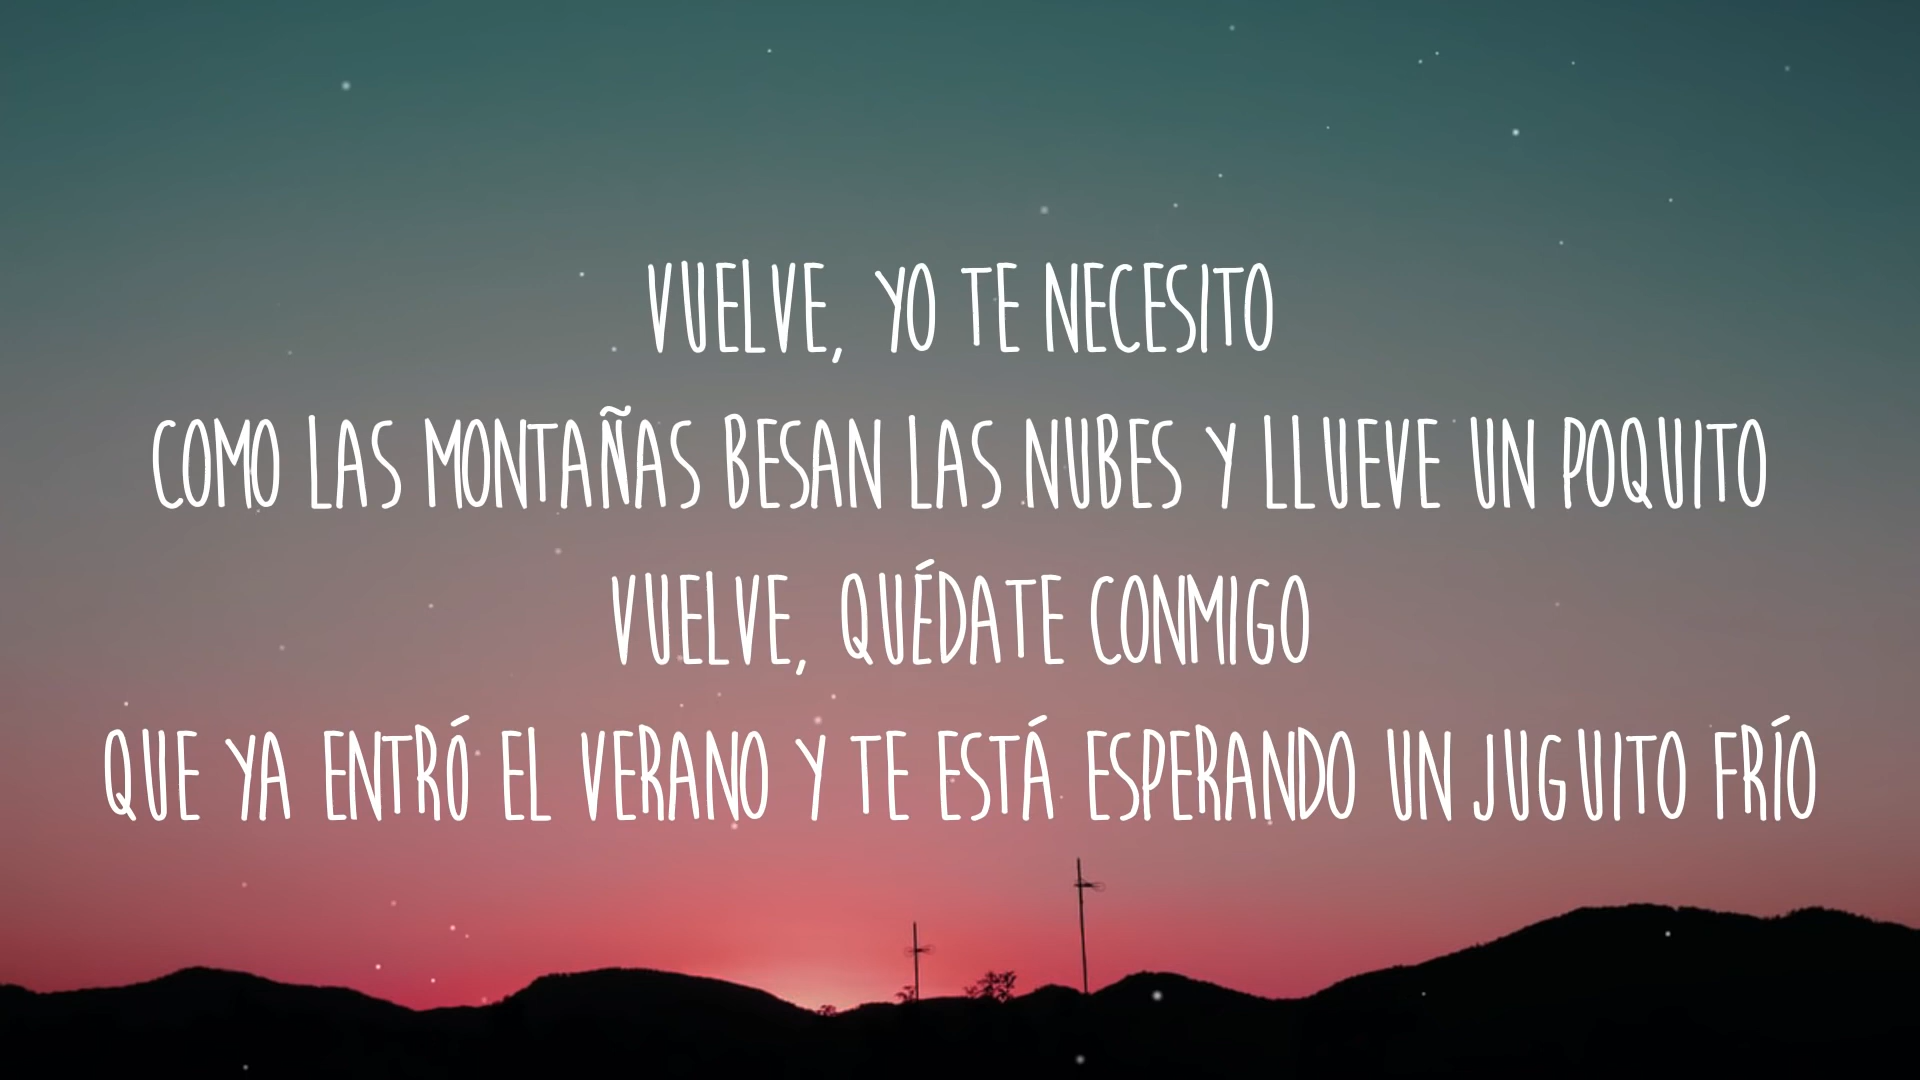 VUELVE, YO TE NECESITO
COMO LAS MONTAÑAS BESAN LAS NUBES Y LLUEVE UN POQUITO
VUELVE, QUÉDATE CONMIGO
QUE YA ENTRÓ EL VERANO Y TE ESTÁ ESPERANDO UN JUGUITO FRÍO